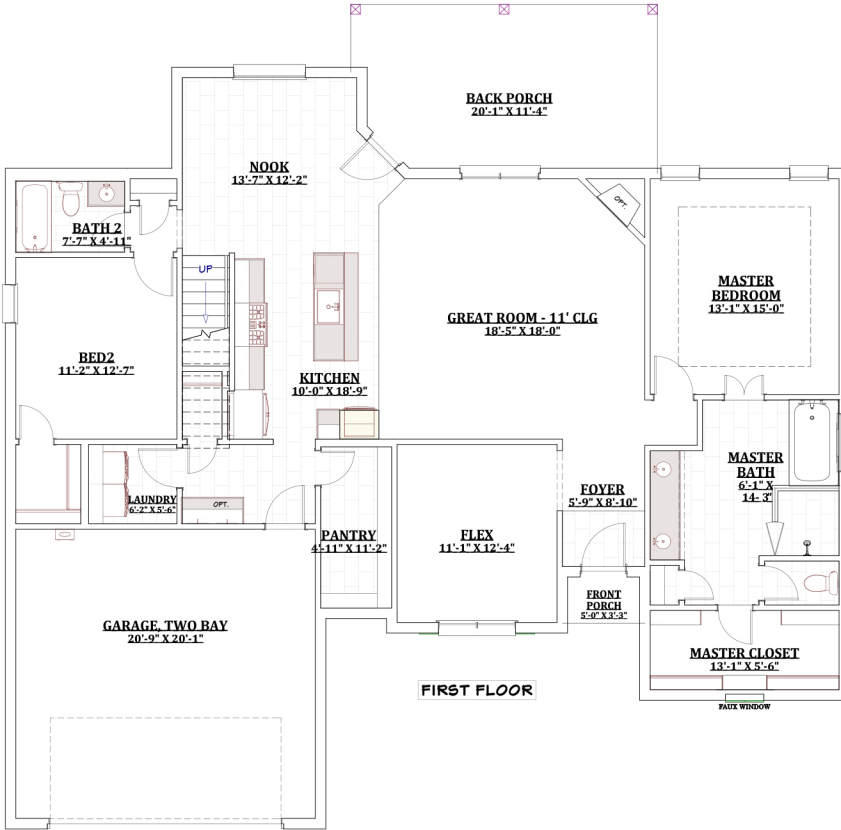 BACK PORCH
20'-1" X 11'-4"
NOOK
13'-7" X 12'-2"
OPT.
BATH 2
7'-7" X 4'-11"
UP
MASTER
BEDROOM
13'-1" X 15'-0"
GREAT ROOM - 11' CLG
18'-5" X 18'-0"
BED2
11'-2" X 12'-7"
KITCHEN
10'-0" X 18'-9"
MASTER
BATH
6'-1" X
14- 3"
LAUNDRY
6'-2" X 5'-6"
OPT.
FOYER
5'-9" X 8'-10"
PANTRY
4'-11" X 11'-2"
FLEX
11'-1" X 12'-4"
FRONT
PORCH
5'-0" X 3'-3"
GARAGE, TWO BAY
20'-9" X 20'-1"
MASTER CLOSET
13'-1" X 5'-6"
FIRST FLOOR
FAUX WINDOW